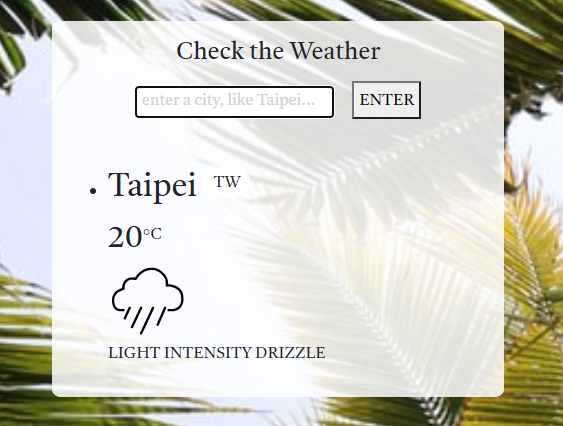 Check the Weather
enter a city, like Taipei... ENTER
Taipei TW
20°C
LIGHT INTENSITY DRIZZLE